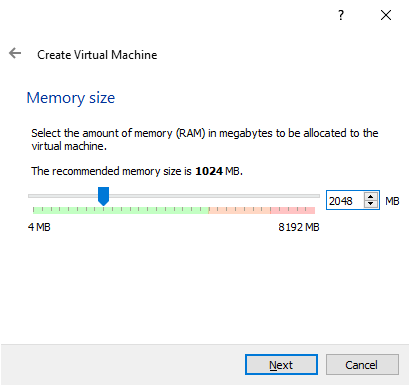 ?
Create Virtual Machine
Memory size
Select the amount of memory (RAM) in megabytes to be allocated to the
virtual machine.
The recommended memory size is 1024 MB.
2048 MB
4 MB 8192 MB
Next Cancel